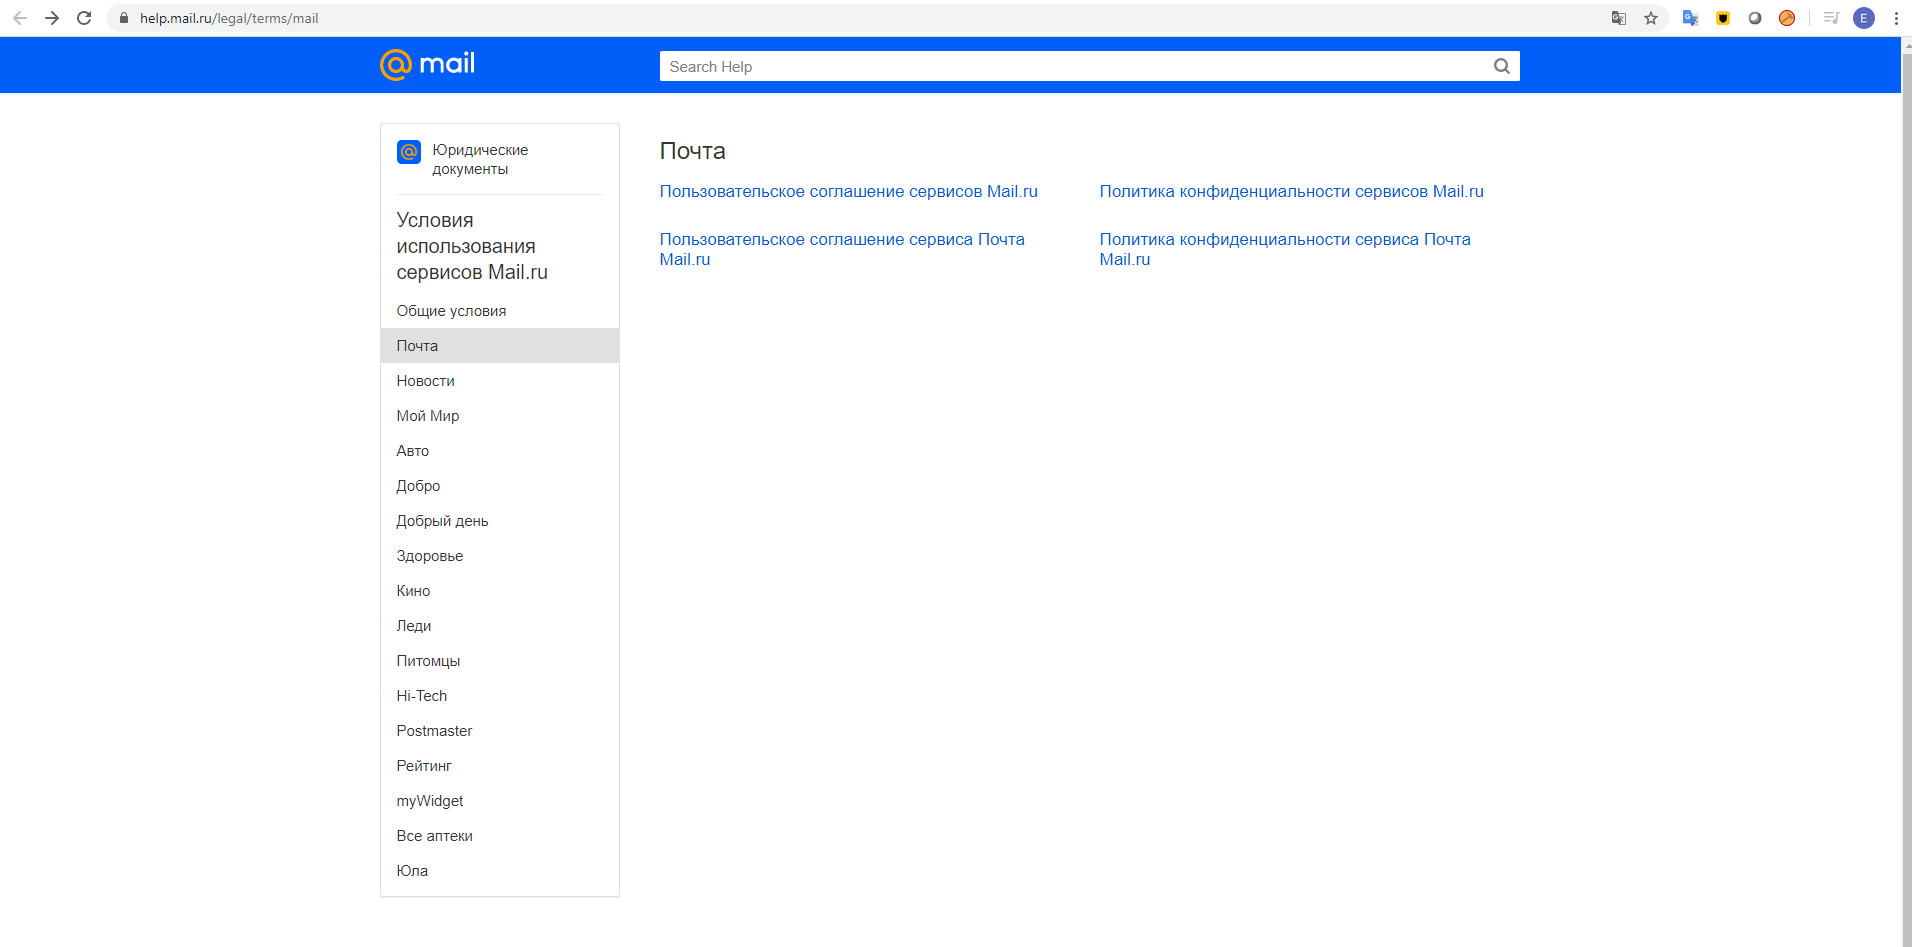 help.mail.ru/legal/terms/mail
E
@ mail
Search Help
@ Юридические
документы
Условия
использования
сервисов Mail.ru
Общие условия
Почта
Новости
Мой Мир
Авто
Добро
Добрый день
Здоровье
Кино
Леди
Питомцы
Hi-Tech
Postmaster
Рейтинг
myWidget
Все аптеки
Юла
Почта
Пользовательское соглашение сервисов Mail.ru
Политика конфиденциальности сервисов Mail.ru
Пользовательское соглашение сервиса Почта
Mail.ru
Политика конфиденциальности сервиса Почта
Mail.ru